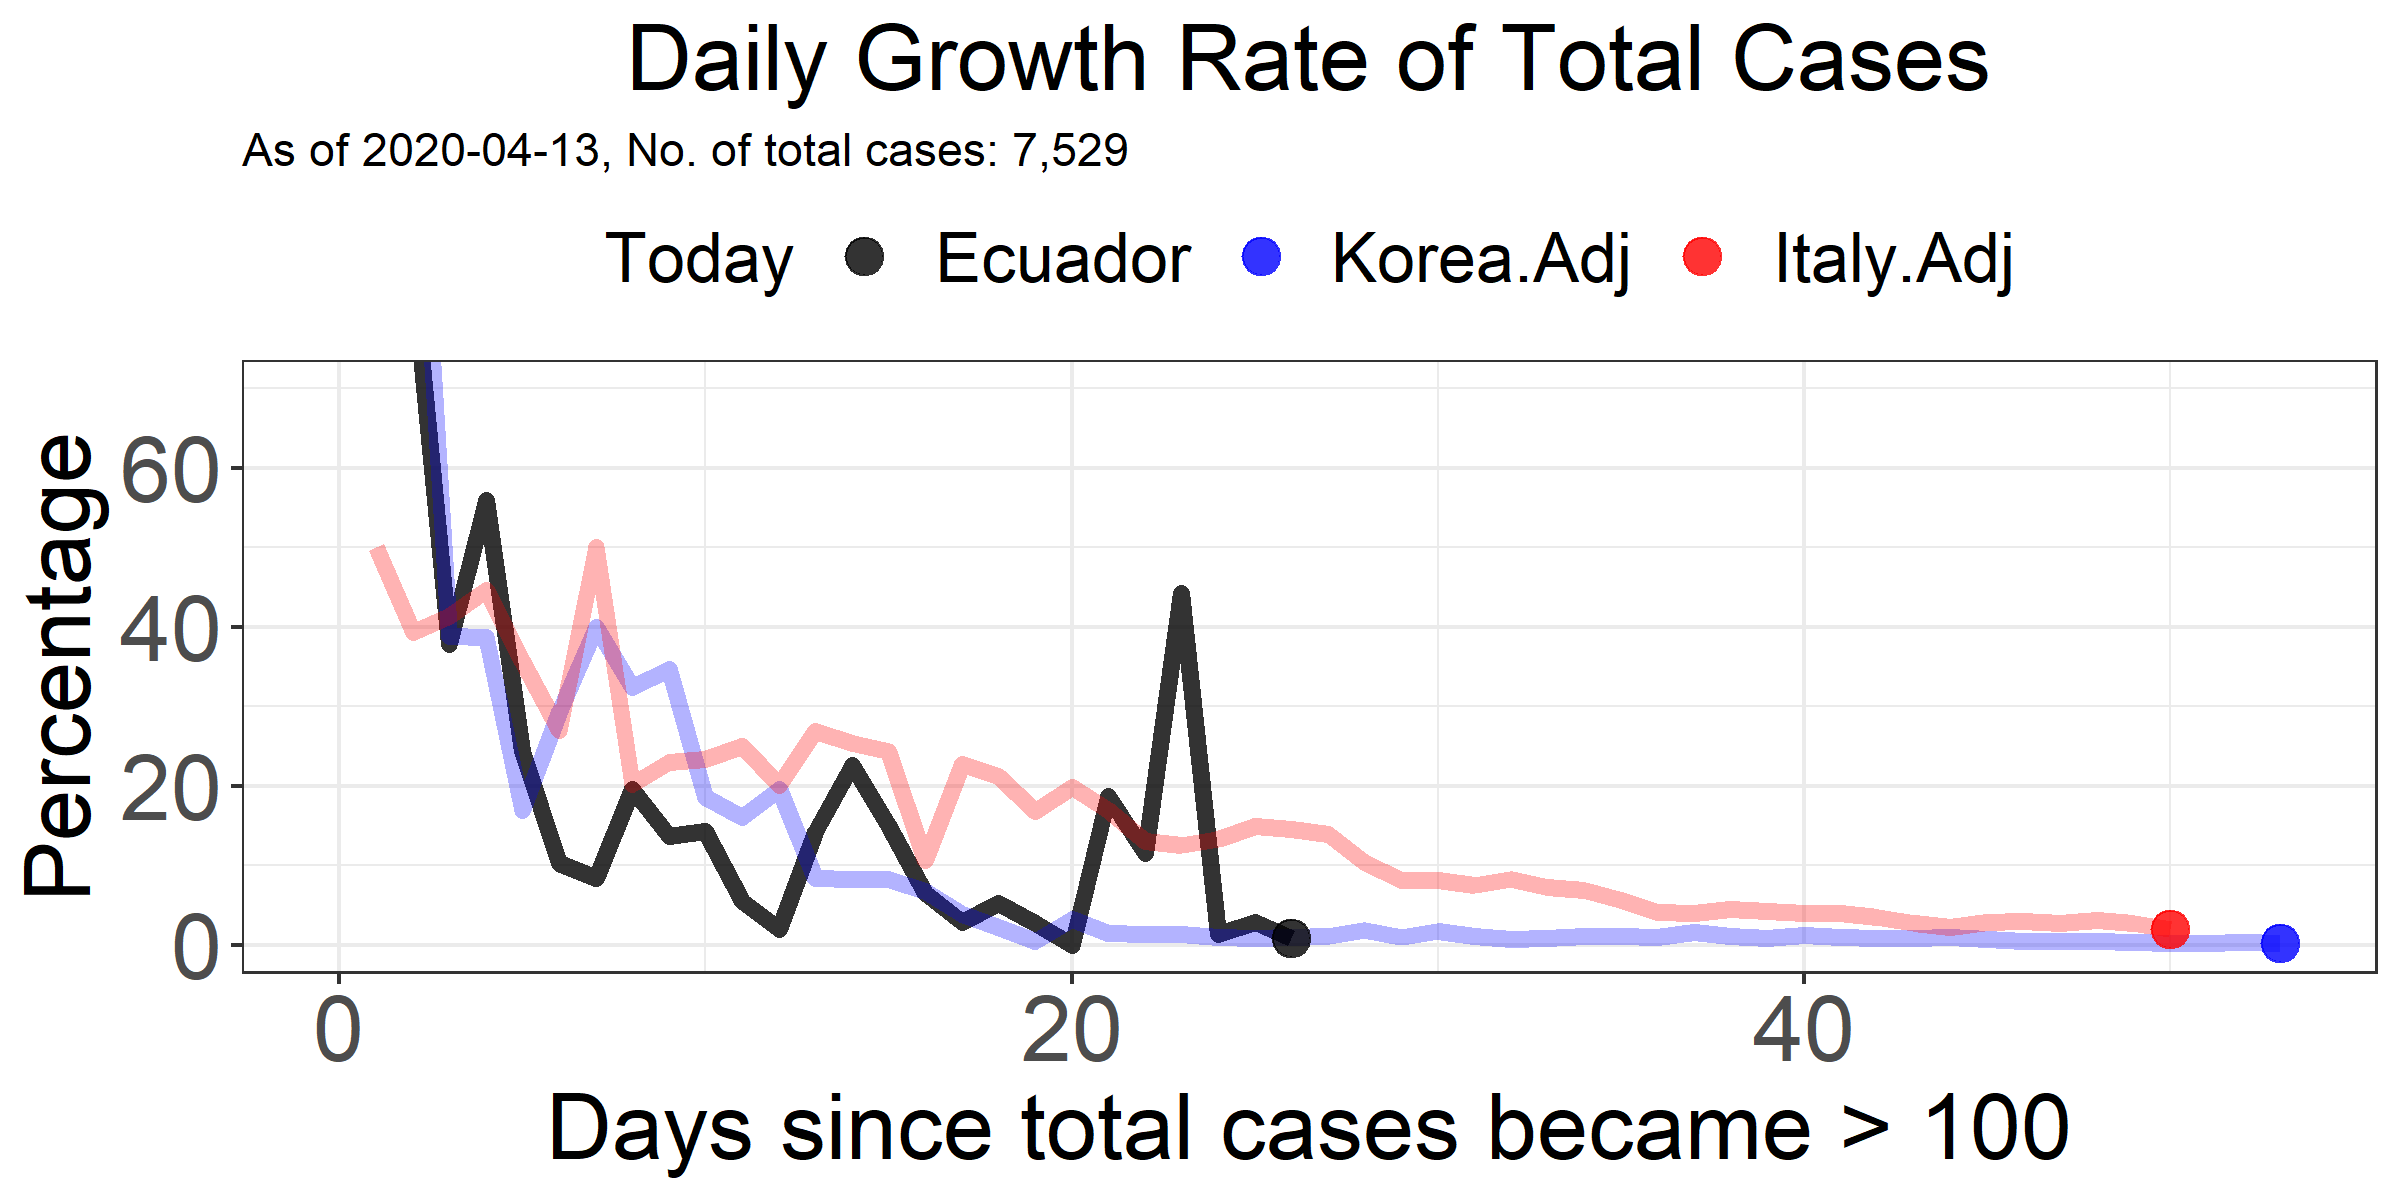 Daily Growth Rate of Total Cases
As of 2020-04-13, No. of total cases: 7,529
Today Ecuador Korea.Adj Italy.Adj
Percentage
60
40
20
0
0 20 40
Days since total cases became > 100